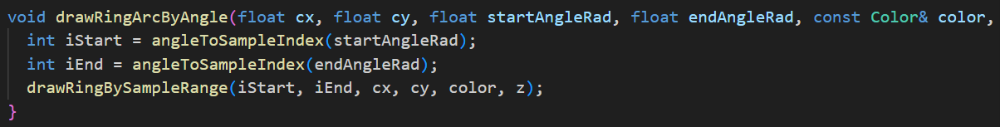 void drawRingArcByAngle(float cx, float cy, float startAngleRad, float endAngleRad, const Color& color,
int iStart = angleToSampleIndex(startAngleRad);
int iEnd = angleToSampleIndex(endAngleRad);
drawRingBySampleRange(iStart, iEnd, cx, cy, color, z);
}